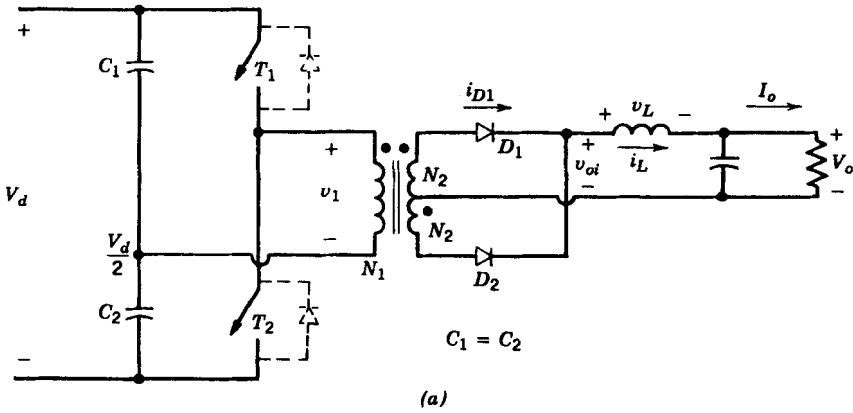 +
C₁
T₁
i_D1
+ v_L −
I_o
D₁
+
i_L
+
+
N₂
v_oi
V_o
V_d
v₁
−
−
N₂
V_d/2
−
N₁
D₂
C₂
T₂
C₁ = C₂
−
(a)